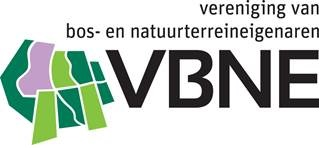 vereniging van
bos- en natuurterreineigenaren
VBNE